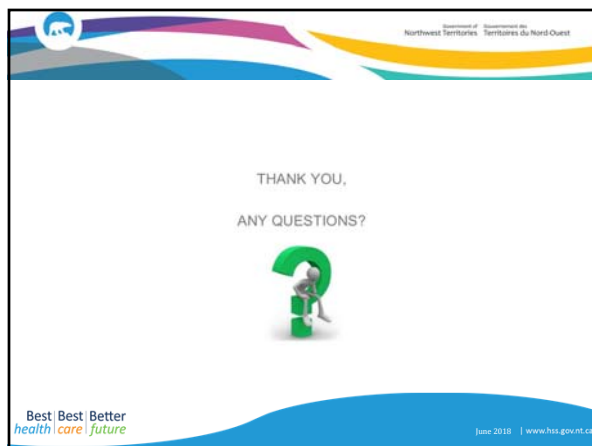 Government of Gouvernement des
Northwest Territories Territoires du Nord-Ouest
THANK YOU,
ANY QUESTIONS?
Best | Best | Better
health | care | future
June 2018 | www.hss.gov.nt.ca